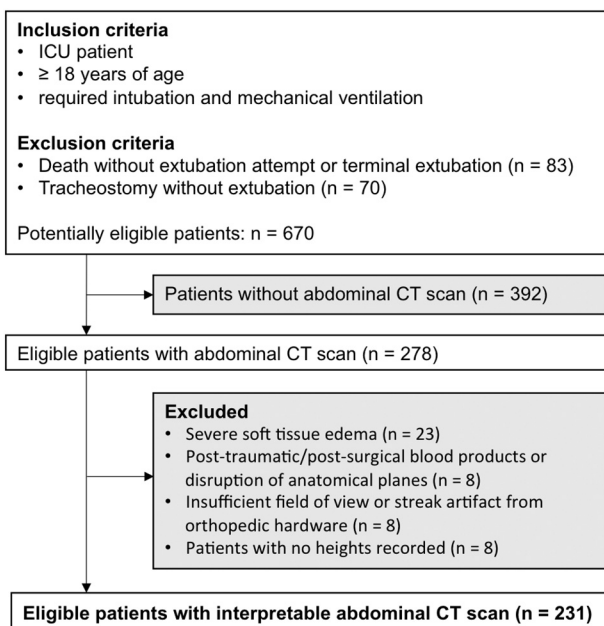 Inclusion criteria
• ICU patient
• ≥ 18 years of age
• required intubation and mechanical ventilation
Exclusion criteria
• Death without extubation attempt or terminal extubation (n = 83)
• Tracheostomy without extubation (n = 70)
Potentially eligible patients: n = 670
Patients without abdominal CT scan (n = 392)
Eligible patients with abdominal CT scan (n = 278)
Excluded
• Severe soft tissue edema (n = 23)
• Post-traumatic/post-surgical blood products or
disruption of anatomical planes (n = 8)
• Insufficient field of view or streak artifact from
orthopedic hardware (n = 8)
• Patients with no heights recorded (n = 8)
Eligible patients with interpretable abdominal CT scan (n = 231)